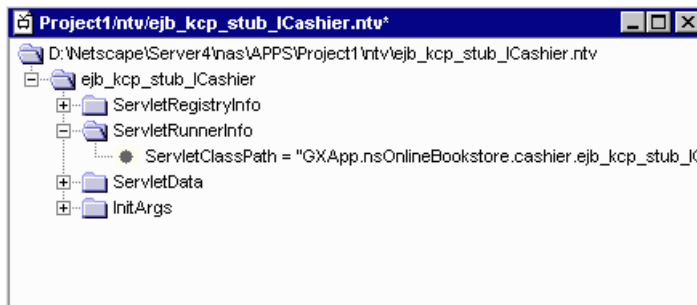 Project1/ntv/ejb_kcp_stub_ICashier.ntv*
D:\Netscape\Server4\nas\APPS\Project1\ntv\ejb_kcp_stub_ICashier.ntv
ejb_kcp_stub_ICashier
ServletRegistryInfo
ServletRunnerInfo
ServletClassPath = "GXApp.nsOnlineBookstore.cashier.ejb_kcp_stub_IC
ServletData
InitArgs